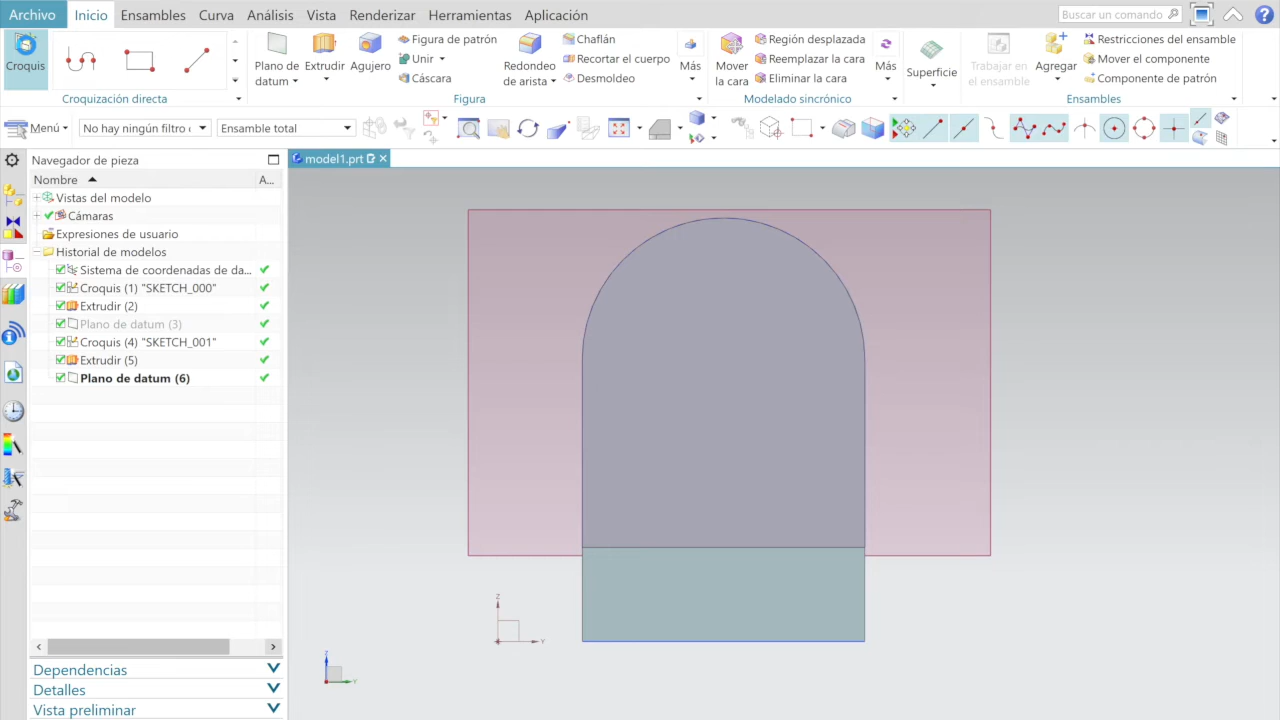 Archivo Inicio Ensambles Curva Análisis Vista Renderizar Herramientas Aplicación Buscar un comando
Croquis
Croquización directa
Plano de datum
Extrudir
Agujero
Figura de patrón
Unir
Cáscara
Redondeo de arista
Chaflán
Recortar el cuerpo
Desmoldeo
Más
Figura
Mover la cara
Región desplazada
Reemplazar la cara
Eliminar la cara
Más
Modelado sincrónico
Superficie
Trabajar en el ensamble
Agregar
Restricciones del ensamble
Mover el componente
Componente de patrón
Ensambles
Menú No hay ningún filtro Ensamble total
Navegador de pieza
model1.prt
Nombre A...
Vistas del modelo
Cámaras
Expresiones de usuario
Historial de modelos
Sistema de coordenadas de da...
Croquis (1) "SKETCH_000"
Extrudir (2)
Plano de datum (3)
Croquis (4) "SKETCH_001"
Extrudir (5)
Plano de datum (6)
Z
Y
Z
Y
Dependencias
Detalles
Vista preliminar